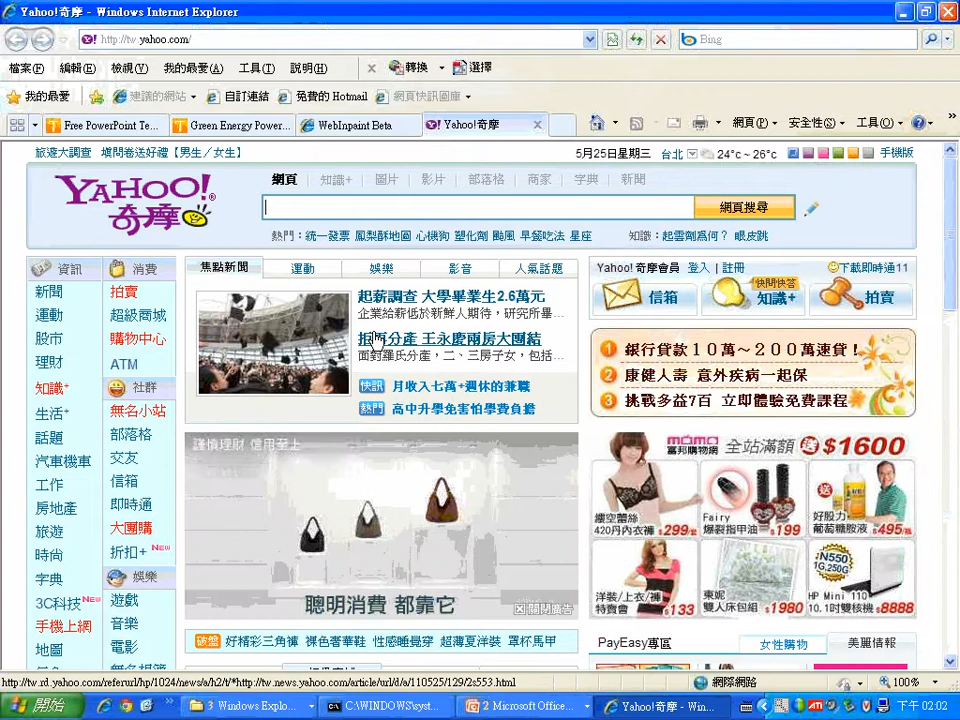 Yahoo!奇摩 - Windows Internet Explorer
http://tw.yahoo.com/
Bing
檔案(F) 編輯(E) 檢視(V) 我的最愛(A) 工具(T) 說明(H) 轉換 選擇
我的最愛 建議的網站 自訂連結 免費的 Hotmail 網頁快訊圖庫
Free PowerPoint Te... Green Energy Power... WebInpaint Beta Yahoo!奇摩 網頁(P) 安全性(S) 工具(O)
旅遊大調查 填問卷送好禮【男生/女生】 5月25日星期三 台北 24°c ~ 26°c 手機版
YAHOO!
奇摩
網頁 知識+ 圖片 影片 部落格 商家 字典 新聞
網頁搜尋
熱門：統一發票 鳳梨酥地圖 心機狗 塑化劑 颱風 早餐吃法 星座 知識：起雲劑為何？ 眼皮跳
資訊
新聞
運動
股市
理財
知識+
生活+
話題
汽車機車
工作
房地產
旅遊
時尚
字典
3C科技 New
手機上網
地圖
消費
拍賣
超級商城
購物中心
ATM
社群
無名小站
部落格
交友
信箱
即時通
大團購
折扣+ New
娛樂
遊戲
音樂
電影
焦點新聞 運動 娛樂 影音 人氣話題
起薪調查 大學畢業生2.6萬元
企業給薪低於新鮮人期待，研究所畢...
分產 王永慶兩房大團結
面對羅氏分產，二、三房子女，包括...
快訊 月收入七萬+週休的兼職
熱門 高中升學免害怕學費負擔
謹慎理財 信用至上
聰明消費 都靠它
關閉廣告
破盤 好精彩三角褲 裸色奢華鞋 性感睡覺穿 超薄夏洋裝 罩杯馬甲
Yahoo! 奇摩會員 登入 | 註冊 下載即時通11
信箱 快問快答 知識+ 拍賣
1 銀行貸款１０萬～２００萬速貸！
2 康健人壽 意外疾病一起保
3 挑戰多益7百 立即體驗免費課程
momo 富邦購物網 全站滿額 送 $1600
縷空蕾絲
420丹內衣褲 $299/套
Fairy
爆裂指甲油 $199
送
好股力
葡萄糖胺液 $495/瓶
洋裝/上衣/褲
特賣會 $133
東妮
雙人床包組 $1980
N550
1G,250G
HP Mini 110
10.1吋雙核機 $8888
PayEasy專區 女性購物 美麗情報
http://tw.rd.yahoo.com/referurl/hp/1024/news/a/h2/t/*http://tw.news.yahoo.com/article/url/d/a/110525/129/2s553.html 網際網路 100%
開始 3 Windows Explo... C:\WINDOWS\syst... 2 Microsoft Office... Yahoo!奇摩 - Win... 下午 02:02